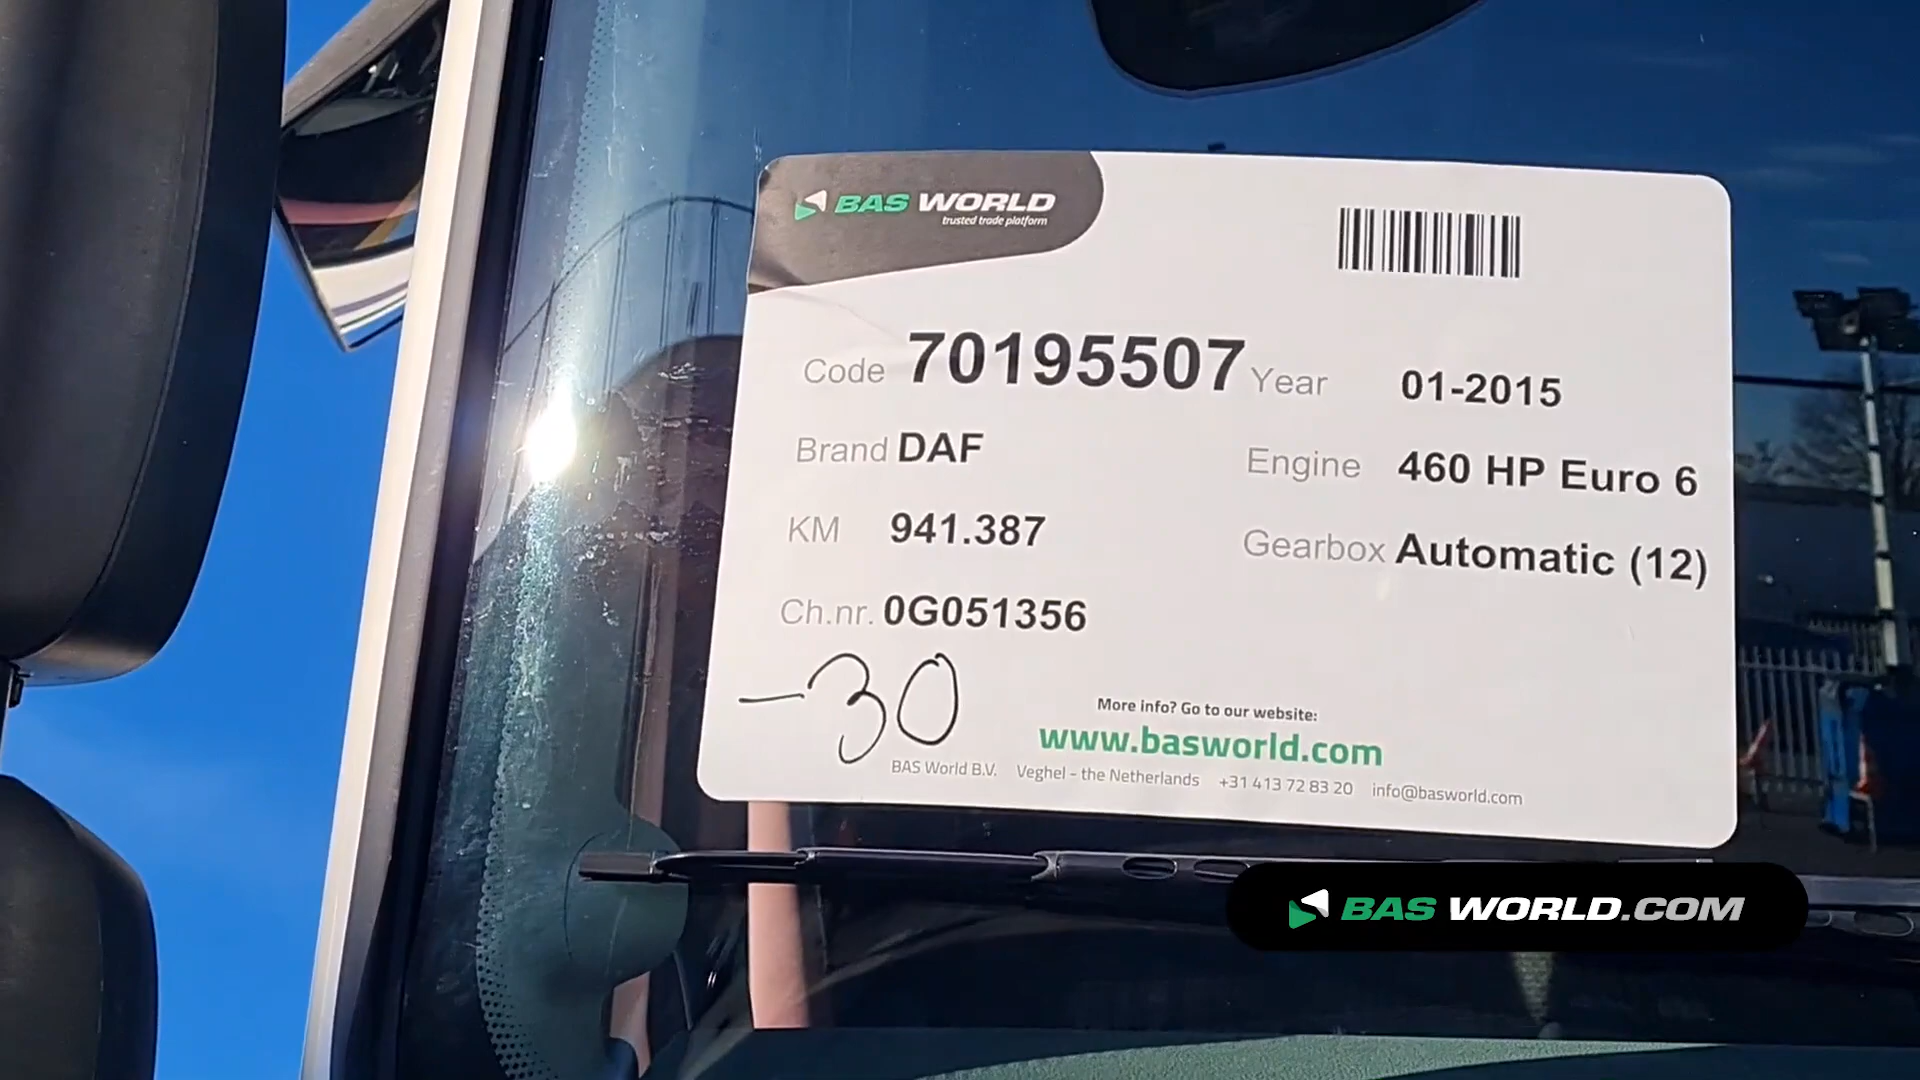 BAS WORLD
trusted trade platform
Code 70195507 Year 01-2015
Brand DAF Engine 460 HP Euro 6
KM 941.387 Gearbox Automatic (12)
Ch.nr. 0G051356
-30
More info? Go to our website:
www.basworld.com
BAS World B.V. Veghel - the Netherlands +31 413 72 83 20 info@basworld.com
BAS WORLD.COM